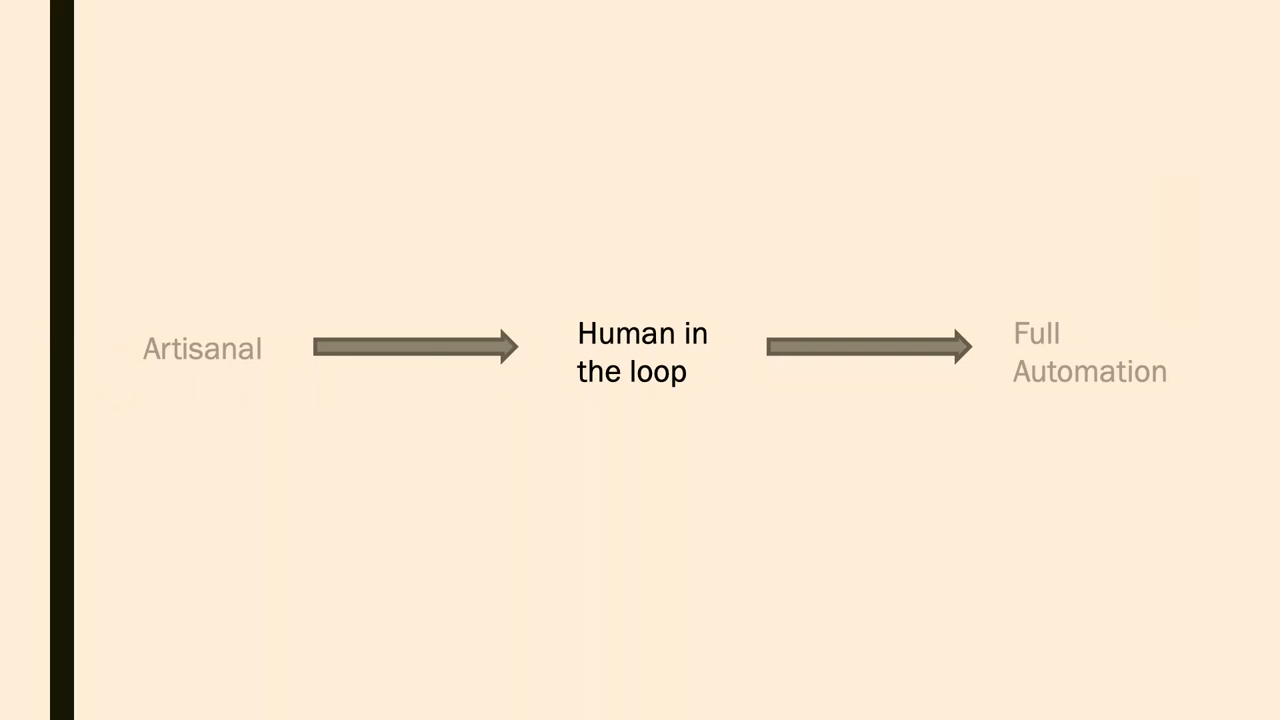 Artisanal
Human in
the loop
Full
Automation